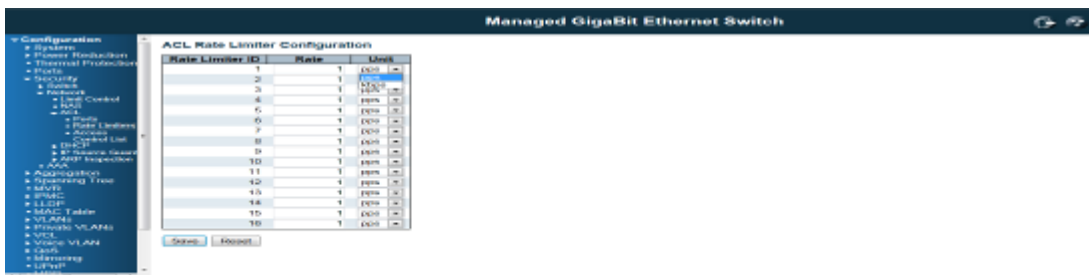 Managed GigaBit Ethernet Switch
Configuration
System
Power Reduction
Thermal Protection
Ports
Security
Switch
Network
Limit Control
NAS
ACL
Ports
Rate Limiters
Access
Control List
DHCP
IP Source Guard
ARP Inspection
AAA
Aggregation
Spanning Tree
MVR
IPMC
LLDP
MAC Table
VLANs
Private VLANs
VCL
Voice VLAN
QoS
Mirroring
UPnP
ACL Rate Limiter Configuration
Rate Limiter ID Rate Unit
1 1 pps
pps
kbps
2 1
3 1 pps
4 1 pps
5 1 pps
6 1 pps
7 1 pps
8 1 pps
9 1 pps
10 1 pps
11 1 pps
12 1 pps
13 1 pps
14 1 pps
15 1 pps
16 1 pps
Save Reset